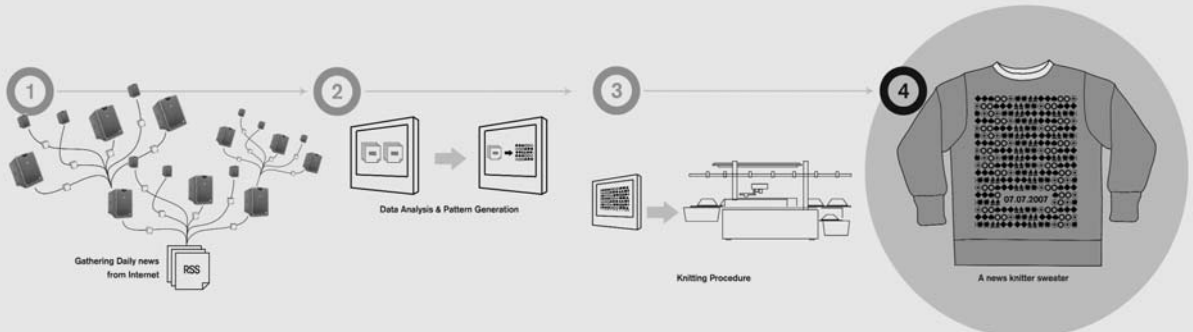 1
Gathering Daily news
from Internet
RSS
2
Data Analysis & Pattern Generation
3
Knitting Procedure
4
07.07.2007
A news knitter sweater